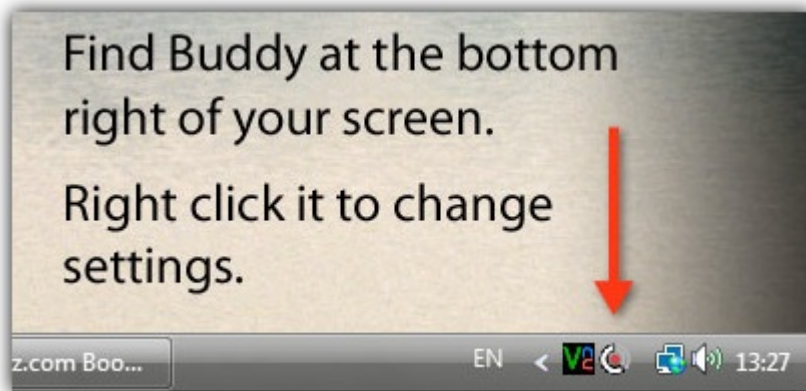 Find Buddy at the bottom
right of your screen.
Right click it to change
settings.
z.com Boo...
EN
V2
13:27